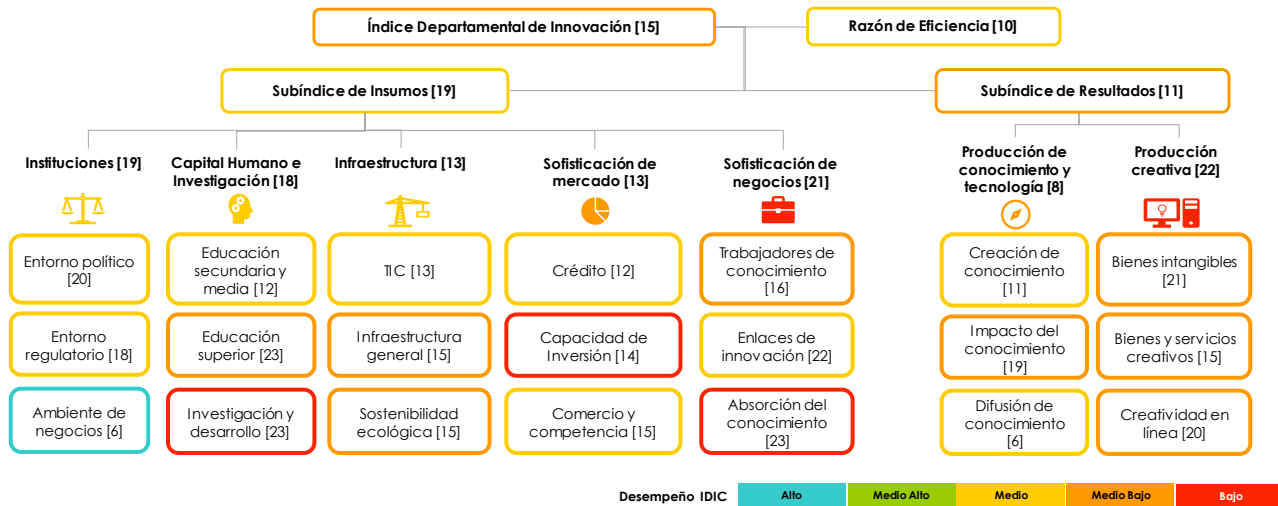 Índice Departamental de Innovación [15]
Razón de Eficiencia [10]
Subíndice de Insumos [19]
Subíndice de Resultados [11]
Instituciones [19]
Capital Humano e
Investigación [18]
Infraestructura [13]
Sofisticación de
mercado [13]
Sofisticación de
negocios [21]
Producción de
conocimiento y
tecnología [8]
Producción
creativa [22]
Entorno político
[20]
Educación
secundaria y
media [12]
TIC [13]
Crédito [12]
Trabajadores de
conocimiento
[16]
Creación de
conocimiento
[11]
Bienes intangibles
[21]
Entorno
regulatorio [18]
Educación
superior [23]
Infraestructura
general [15]
Capacidad de
Inversión [14]
Enlaces de
innovación [22]
Impacto del
conocimiento
[19]
Bienes y servicios
creativos [15]
Ambiente de
negocios [6]
Investigación y
desarrollo [23]
Sostenibilidad
ecológica [15]
Comercio y
competencia [15]
Absorción del
conocimiento
[23]
Difusión de
conocimiento
[6]
Creatividad en
línea [20]
Desempeño IDIC
Alto
Medio Alto
Medio
Medio Bajo
Bajo